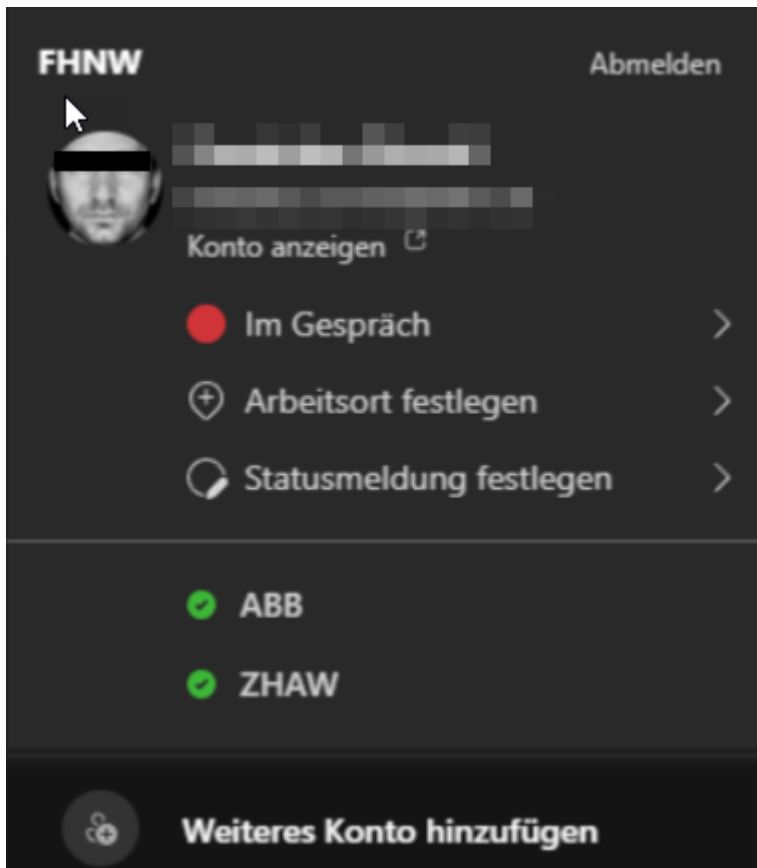 FHNW
Abmelden
Konto anzeigen
Im Gespräch
Arbeitsort festlegen
Statusmeldung festlegen
ABB
ZHAW
Weiteres Konto hinzufügen